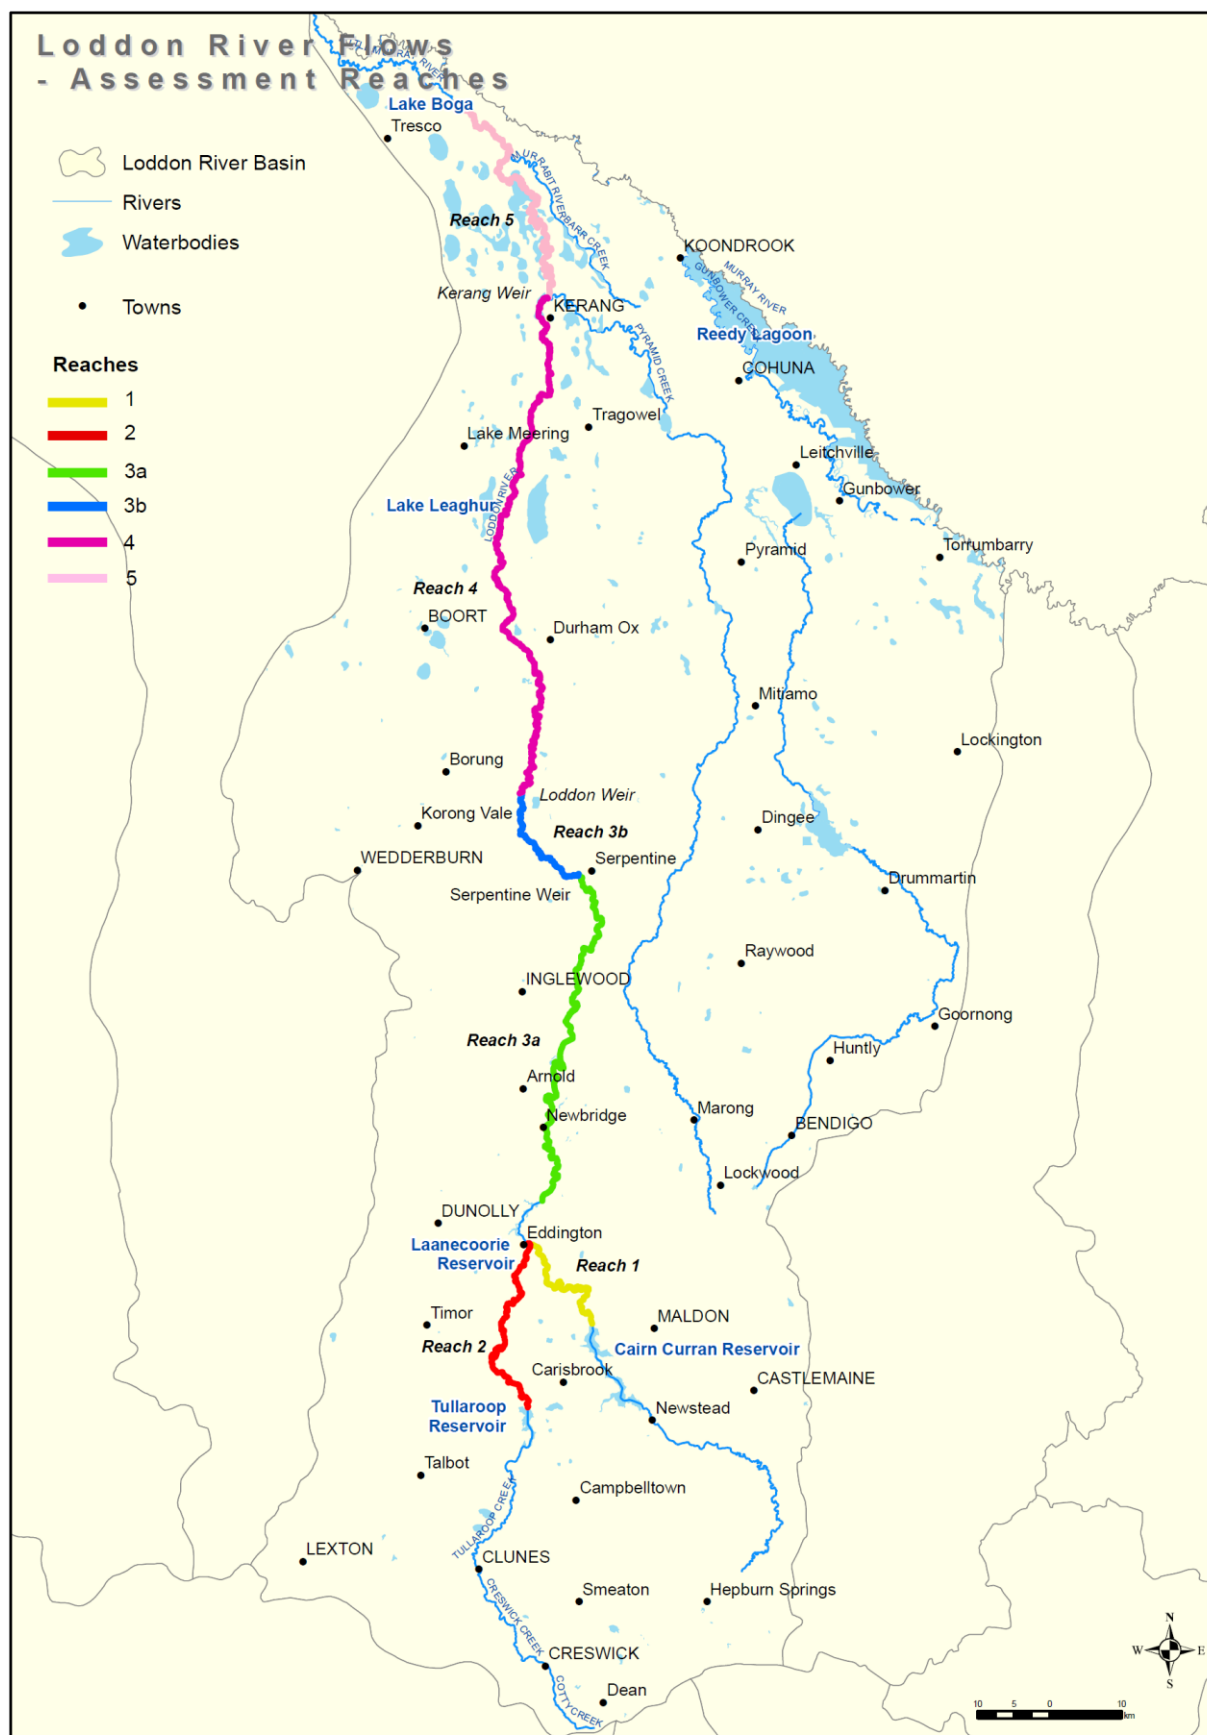 Loddon River Flows
- Assessment Reaches
Loddon River Basin
Rivers
Waterbodies
Towns
Reaches
1
2
3a
3b
4
5
Lake Boga
Tresco
Reach 5
BARR CREEK
KOONDROOK
MURRAY RIVER
GUNBOWER CREEK
Kerang Weir
KERANG
PYRAMID CREEK
Reedy Lagoon
COHUNA
Tragowel
Lake Meering
Leitchville
LODDON RIVER
Lake Leaghur
Gunbower
Torrumbarry
Pyramid
Reach 4
BOORT
Durham Ox
Mitiamo
Lockington
Borung
Loddon Weir
Korong Vale
Reach 3b
Dingee
WEDDERBURN
Serpentine
Serpentine Weir
Drummartin
Raywood
INGLEWOOD
Goornong
Reach 3a
Huntly
Arnold
Newbridge
Marong
BENDIGO
Lockwood
DUNOLLY
Eddington
Laanecoorie
Reservoir
Reach 1
Timor
MALDON
Reach 2
Cairn Curran Reservoir
Carisbrook
CASTLEMAINE
Tullaroop
Reservoir
Newstead
Talbot
Campbelltown
TULLAROOP CREEK
LEXTON
CLUNES
CRESWICK CREEK
Smeaton
Hepburn Springs
CRESWICK
COTTY CREEK
Dean
N
W
E
S
10 5 0 10
km